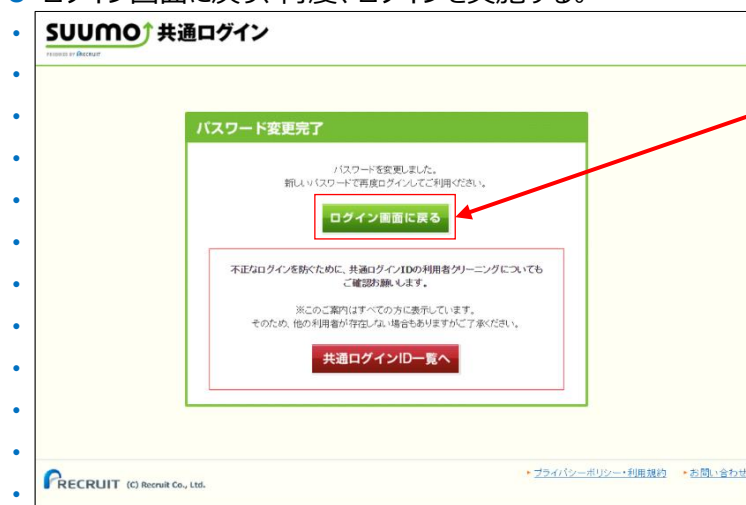 ログイン画面に戻り、再度、ログインを実施する。
SUUMO 共通ログイン
PRODUCED BY RECRUIT
パスワード変更完了
パスワードを変更しました。
新しいパスワードで再度ログインしてご利用ください。
ログイン画面に戻る
不正なログインを防ぐために、共通ログインIDの利用者クリーニングについても
ご確認お願いします。
※このご案内はすべての方に表示しています。
そのため、他の利用者が存在しない場合もありますがご了承ください。
共通ログインID一覧へ
RECRUIT (C) Recruit Co., Ltd.
プライバシーポリシー・利用規約
お問い合わせ